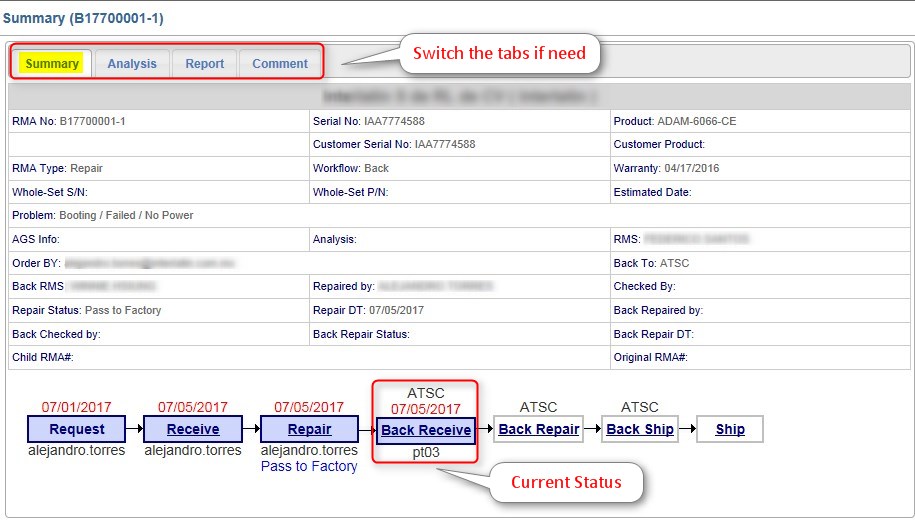 Summary (B17700001-1)
Switch the tabs if need
Summary Analysis Report Comment
RMA No: B17700001-1 Serial No: IAA7774588 Product: ADAM-6066-CE
Customer Serial No: IAA7774588 Customer Product:
RMA Type: Repair Workflow: Back Warranty: 04/17/2016
Whole-Set S/N: Whole-Set P/N: Estimated Date:
Problem: Booting / Failed / No Power
AGS Info: Analysis: RMS:
Order BY: Back To: ATSC
Back RMS Repaired by: Checked By:
Repair Status: Pass to Factory Repair DT: 07/05/2017 Back Repaired by:
Back Checked by: Back Repair Status: Back Repair DT:
Child RMA#: Original RMA#:
ATSC ATSC ATSC
07/01/2017 07/05/2017 07/05/2017 07/05/2017
Request Receive Repair Back Receive Back Repair Back Ship Ship
alejandro.torres alejandro.torres alejandro.torres pt03
Pass to Factory
Current Status